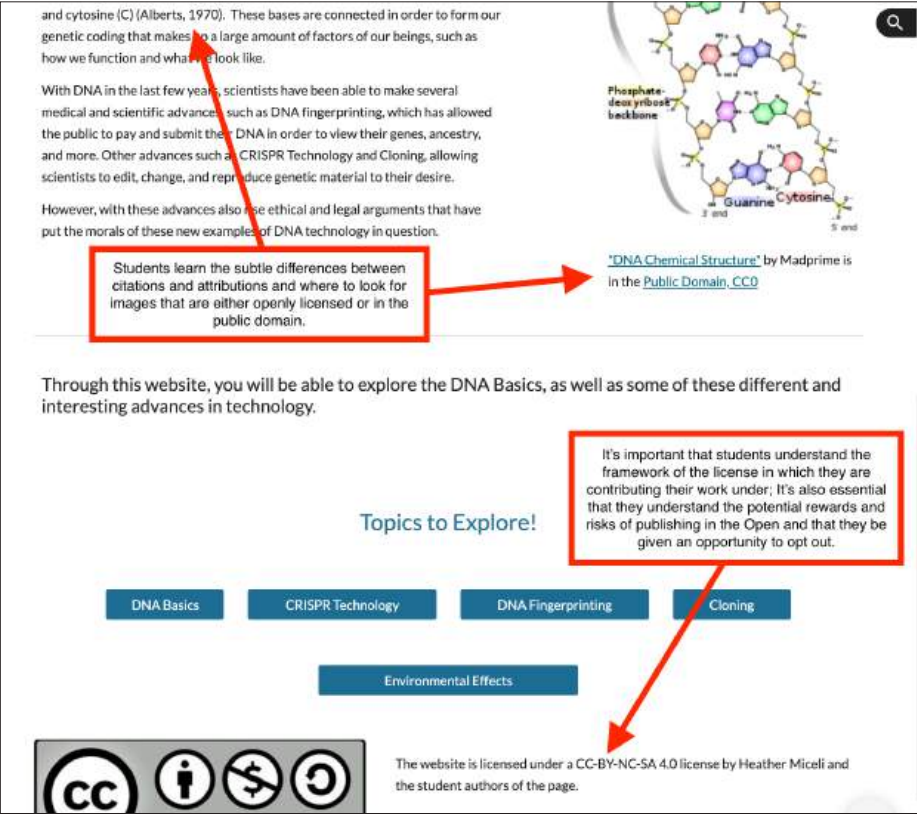 and cytosine (C) (Alberts, 1970). These bases are connected in order to form our
genetic coding that makes a large amount of factors of our beings, such as
how we function and what look like.
With DNA in the last few years, scientists have been able to make several
medical and scientific advances, such as DNA fingerprinting, which has allowed
the public to pay and submit their DNA in order to view their genes, ancestry,
and more. Other advances such as CRISPR Technology and Cloning, allowing
scientists to edit, change, and reproduce genetic material to their desire.
However, with these advances also rise ethical and legal arguments that have
put the morals of these new examples of DNA technology in question.
Phosphate-
deoxyribose
backbone
Guanine
Cytosine
3' end
5' end
"DNA Chemical Structure" by Madprime is
in the Public Domain, CC0
Students learn the subtle differences between
citations and attributions and where to look for
images that are either openly licensed or in the
public domain.
Through this website, you will be able to explore the DNA Basics, as well as some of these different and
interesting advances in technology.
It's important that students understand the
framework of the license in which they are
contributing their work under; It's also essential
that they understand the potential rewards and
risks of publishing in the Open and that they be
given an opportunity to opt out.
Topics to Explore!
DNA Basics
CRISPR Technology
DNA Fingerprinting
Cloning
Environmental Effects
cc
The website is licensed under a CC-BY-NC-SA 4.0 license by Heather Miceli and
the student authors of the page.